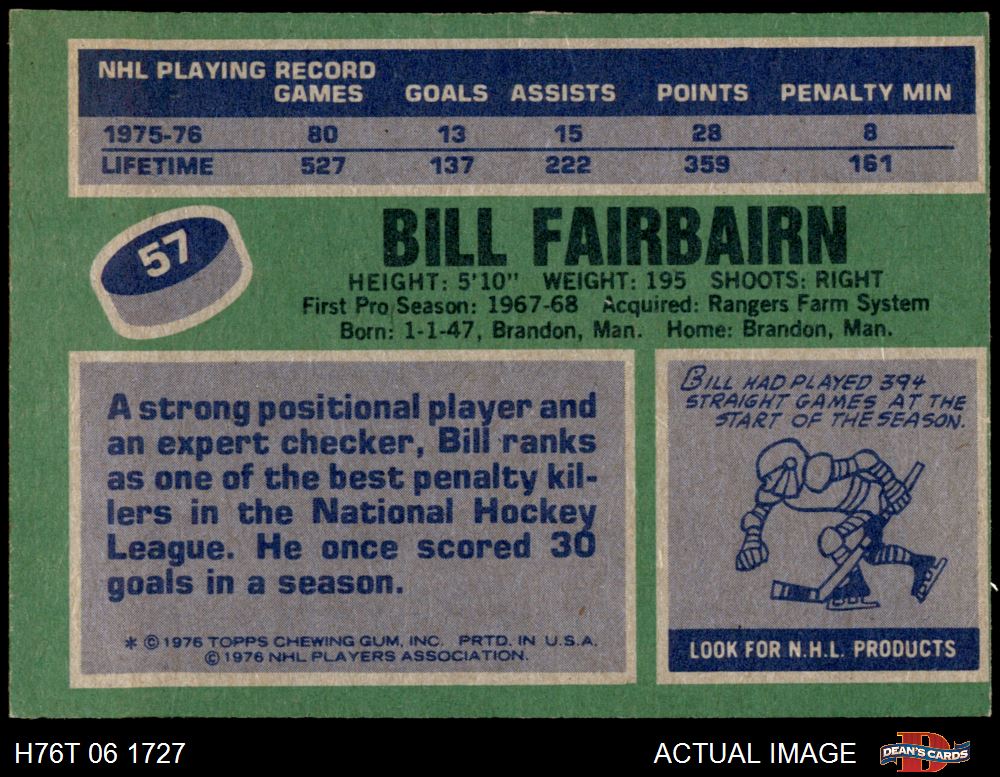 NHL PLAYING RECORD
GAMES GOALS ASSISTS POINTS PENALTY MIN
1975-76 80 13 15 28 8
LIFETIME 527 137 222 359 161
57
BILL FAIRBAIRN
HEIGHT: 5'10" WEIGHT: 195 SHOOTS: RIGHT
First Pro Season: 1967-68 Acquired: Rangers Farm System
Born: 1-1-47, Brandon, Man. Home: Brandon, Man.
A strong positional player and
an expert checker, Bill ranks
as one of the best penalty kil-
lers in the National Hockey
League. He once scored 30
goals in a season.
* © 1976 TOPPS CHEWING GUM, INC. PRTD. IN U.S.A.
© 1976 NHL PLAYERS ASSOCIATION.
BILL HAD PLAYED 394
STRAIGHT GAMES AT THE
START OF THE SEASON.
LOOK FOR N.H.L. PRODUCTS
H76T 06 1727
ACTUAL IMAGE
DEAN'S CARDS